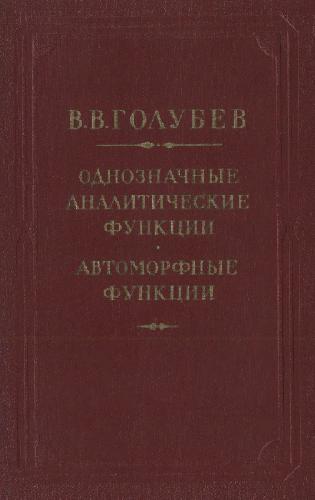 В.В.ГОЛУБЕВ
ОДНОЗНАЧНЫЕ
АНАЛИТИЧЕСКИЕ
ФУНКЦИИ
·
АВТОМОРФНЫЕ
ФУНКЦИИ